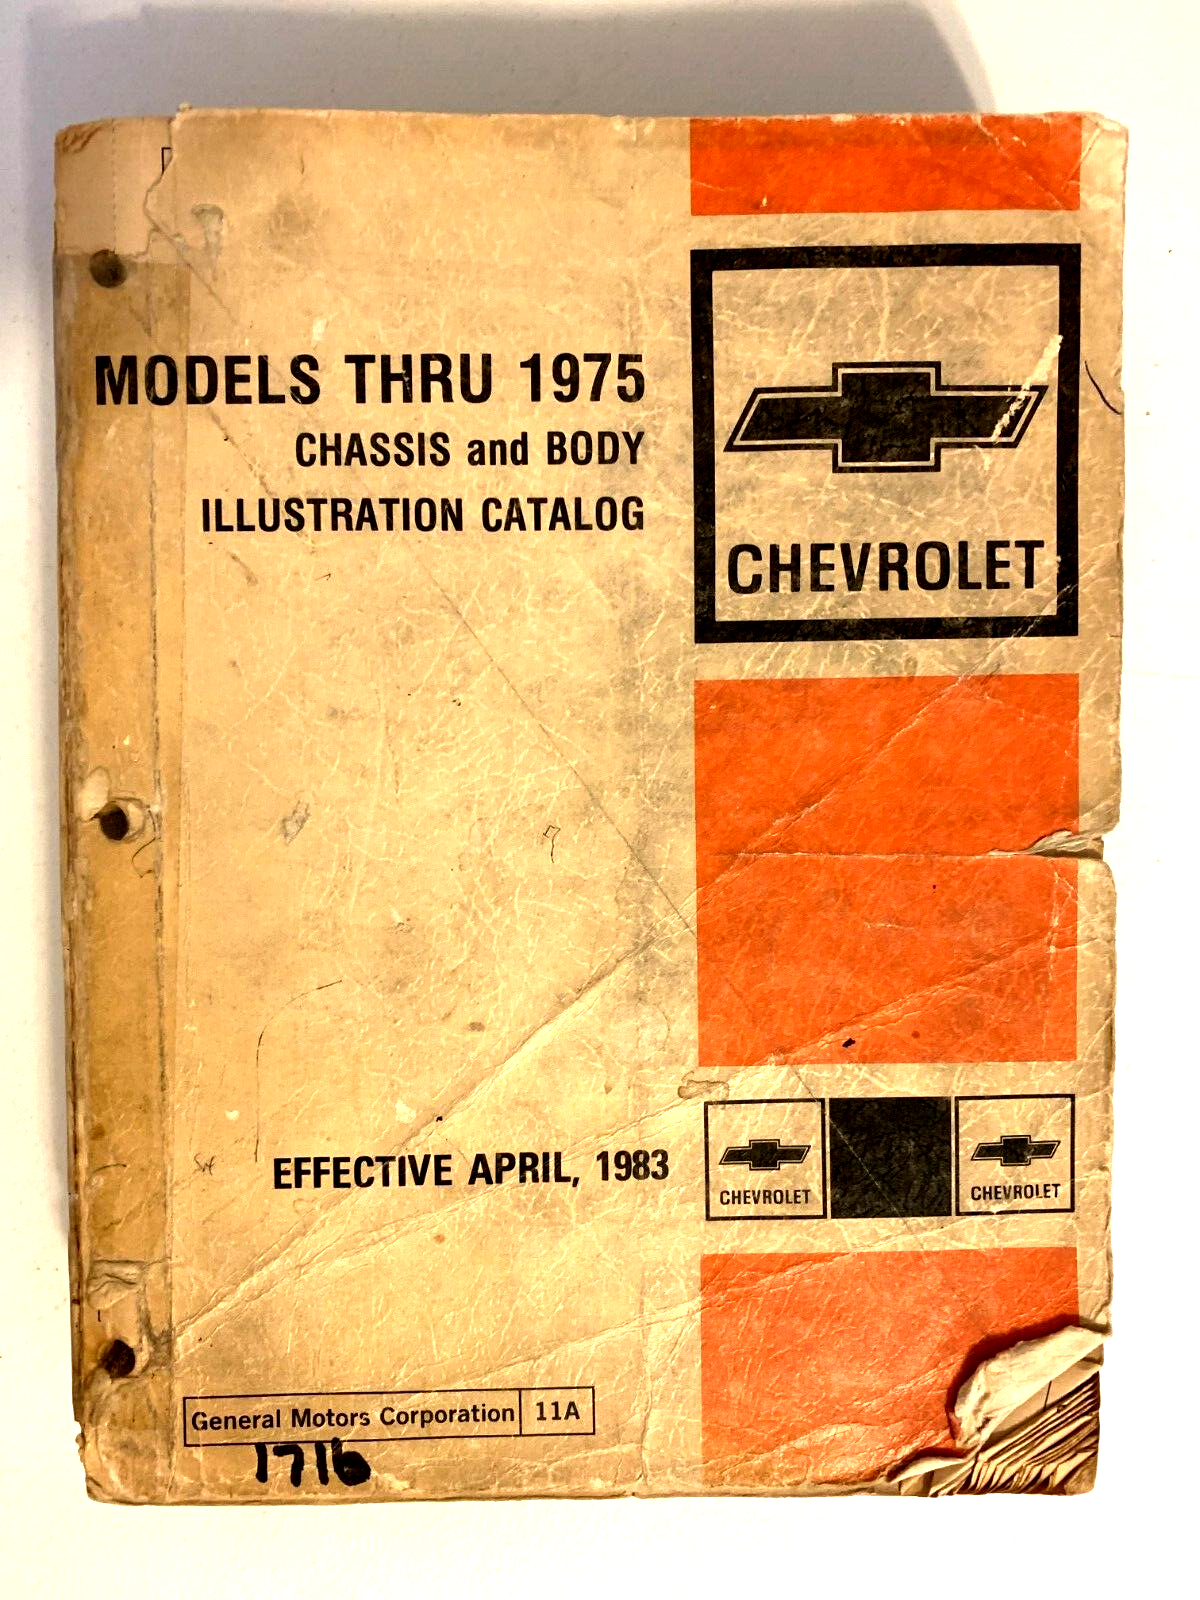 MODELS THRU 1975
CHASSIS and BODY
ILLUSTRATION CATALOG
CHEVROLET
EFFECTIVE APRIL, 1983
CHEVROLET
CHEVROLET
General Motors Corporation 11A
1716